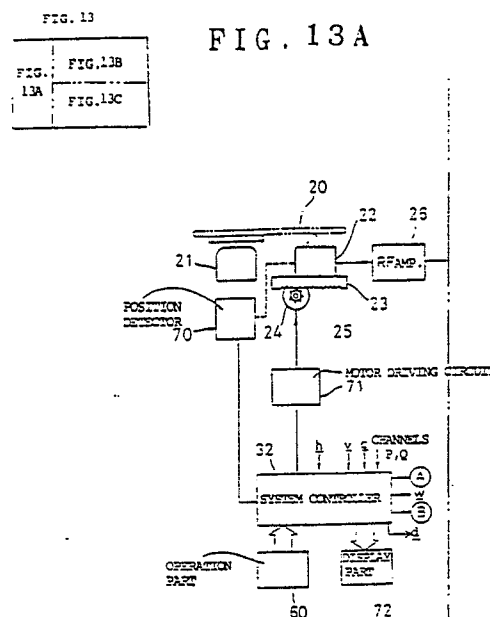 FIG. 13
FIG. 13A
FIG. 13A
FIG. 13B
FIG. 13C
20
22
26
21
RF AMP.
23
POSITION DETECTOR
70
24
25
MOTOR DRIVING CIRCUIT
71
32
h
v
CHANNELS P,Q
SYSTEM CONTROLLER
A
w
B
d
OPERATION PART
DISPLAY PART
60
72